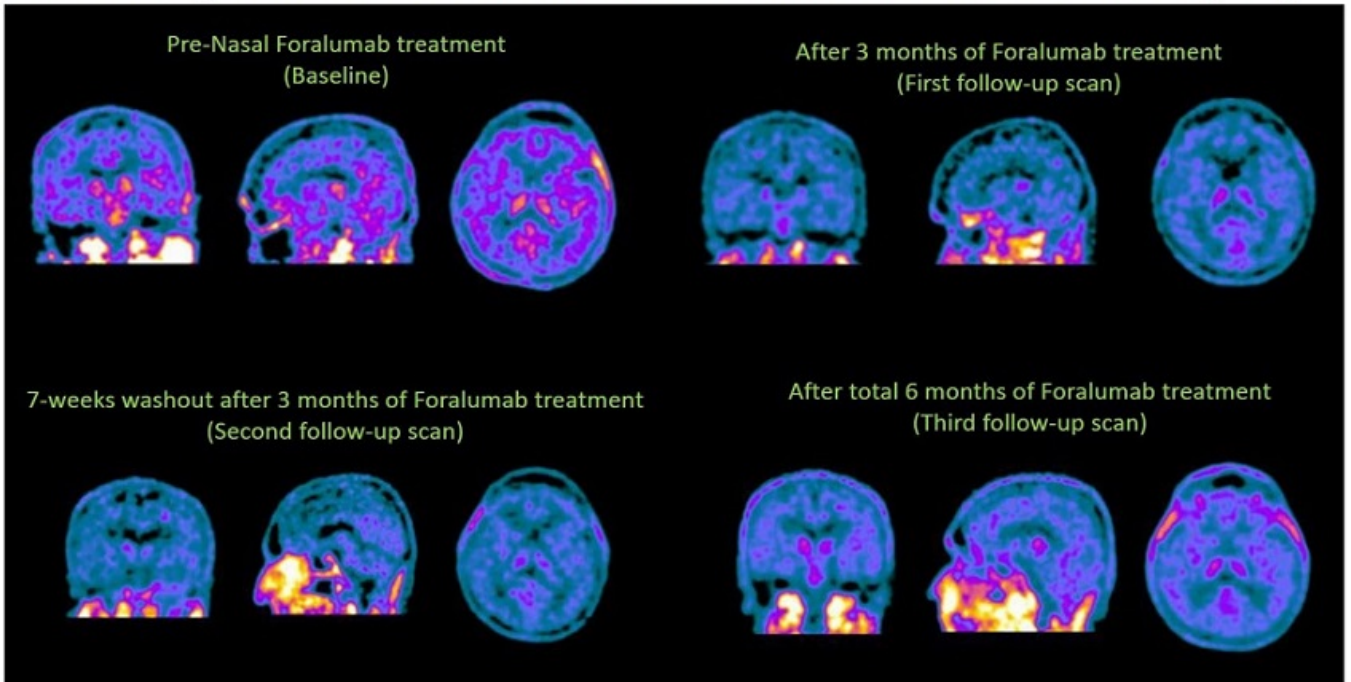 Pre-Nasal Foralumab treatment
(Baseline)
After 3 months of Foralumab treatment
(First follow-up scan)
7-weeks washout after 3 months of Foralumab treatment
(Second follow-up scan)
After total 6 months of Foralumab treatment
(Third follow-up scan)